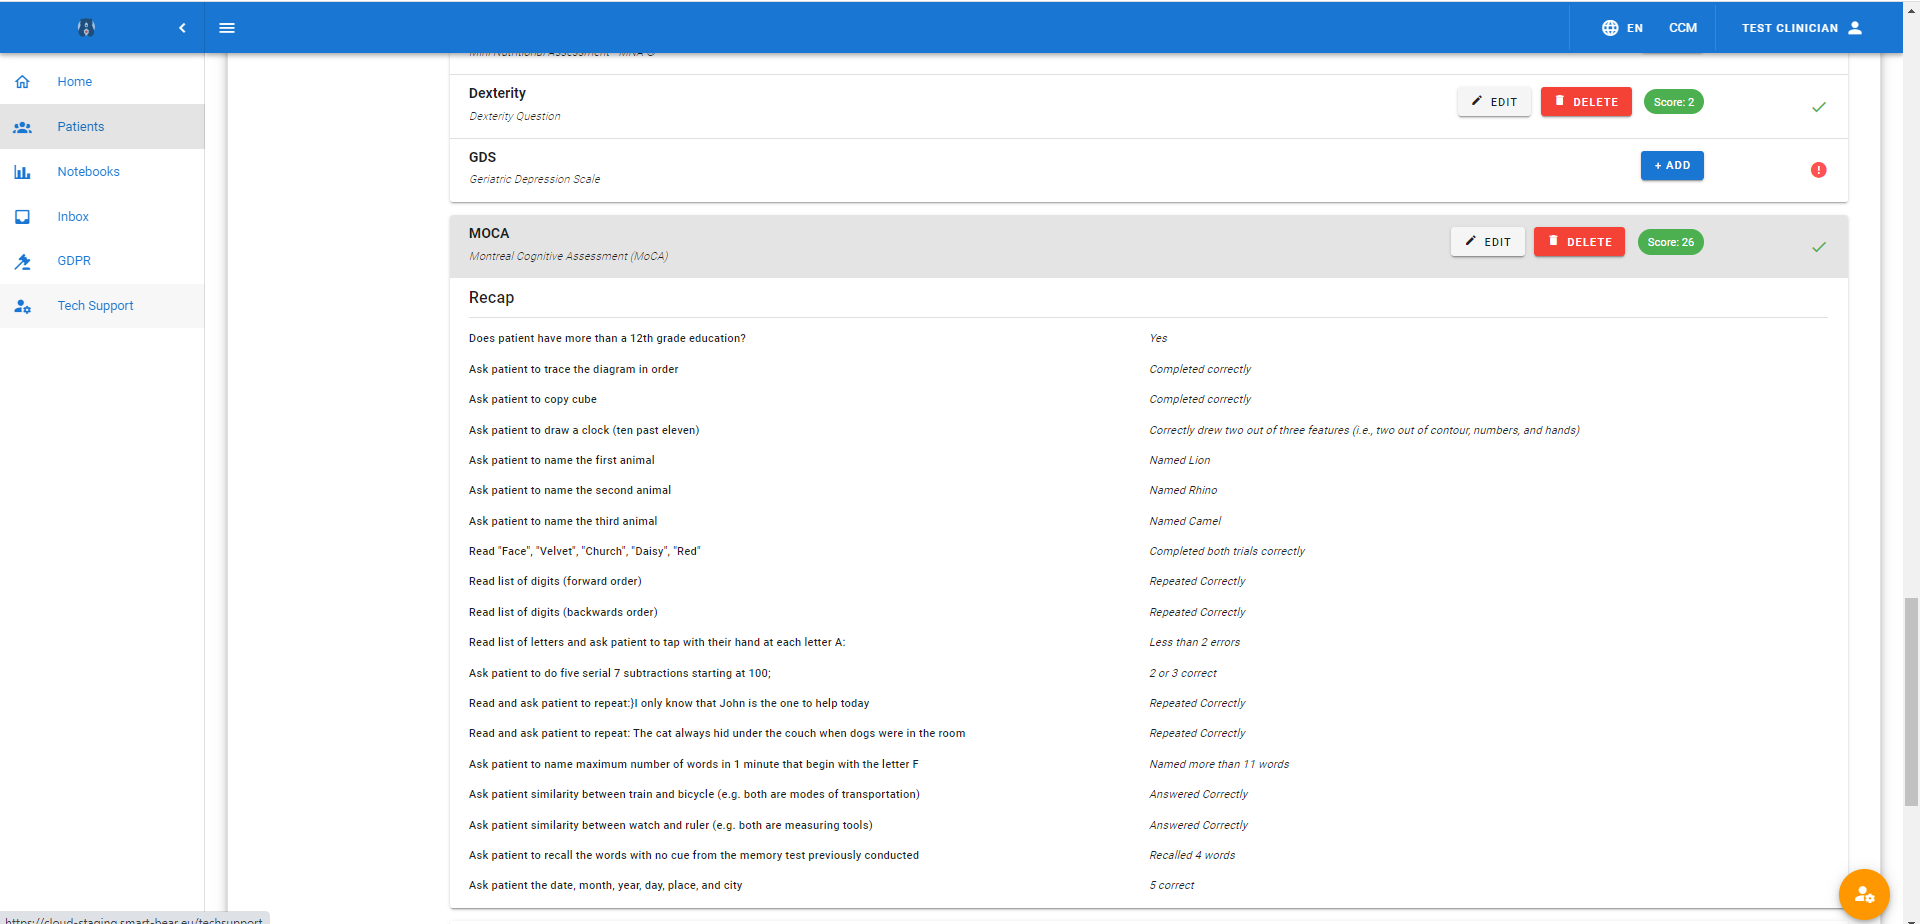 EN CCM TEST CLINICIAN
Home
Patients
Notebooks
Inbox
GDPR
Tech Support
Mini Nutritional Assessment - MNA
Dexterity
Dexterity Question
EDIT DELETE Score: 2
GDS
Geriatric Depression Scale
+ ADD
MOCA
Montreal Cognitive Assessment (MoCA)
EDIT DELETE Score: 26
Recap
Does patient have more than a 12th grade education? Yes
Ask patient to trace the diagram in order Completed correctly
Ask patient to copy cube Completed correctly
Ask patient to draw a clock (ten past eleven) Correctly drew two out of three features (i.e., two out of contour, numbers, and hands)
Ask patient to name the first animal Named Lion
Ask patient to name the second animal Named Rhino
Ask patient to name the third animal Named Camel
Read "Face", "Velvet", "Church", "Daisy", "Red" Completed both trials correctly
Read list of digits (forward order) Repeated Correctly
Read list of digits (backwards order) Repeated Correctly
Read list of letters and ask patient to tap with their hand at each letter A: Less than 2 errors
Ask patient to do five serial 7 subtractions starting at 100; 2 or 3 correct
Read and ask patient to repeat:}I only know that John is the one to help today Repeated Correctly
Read and ask patient to repeat: The cat always hid under the couch when dogs were in the room Repeated Correctly
Ask patient to name maximum number of words in 1 minute that begin with the letter F Named more than 11 words
Ask patient similarity between train and bicycle (e.g. both are modes of transportation) Answered Correctly
Ask patient similarity between watch and ruler (e.g. both are measuring tools) Answered Correctly
Ask patient to recall the words with no cue from the memory test previously conducted Recalled 4 words
Ask patient the date, month, year, day, place, and city 5 correct
https://cloud-staging.smart-bear.eu/techsupport